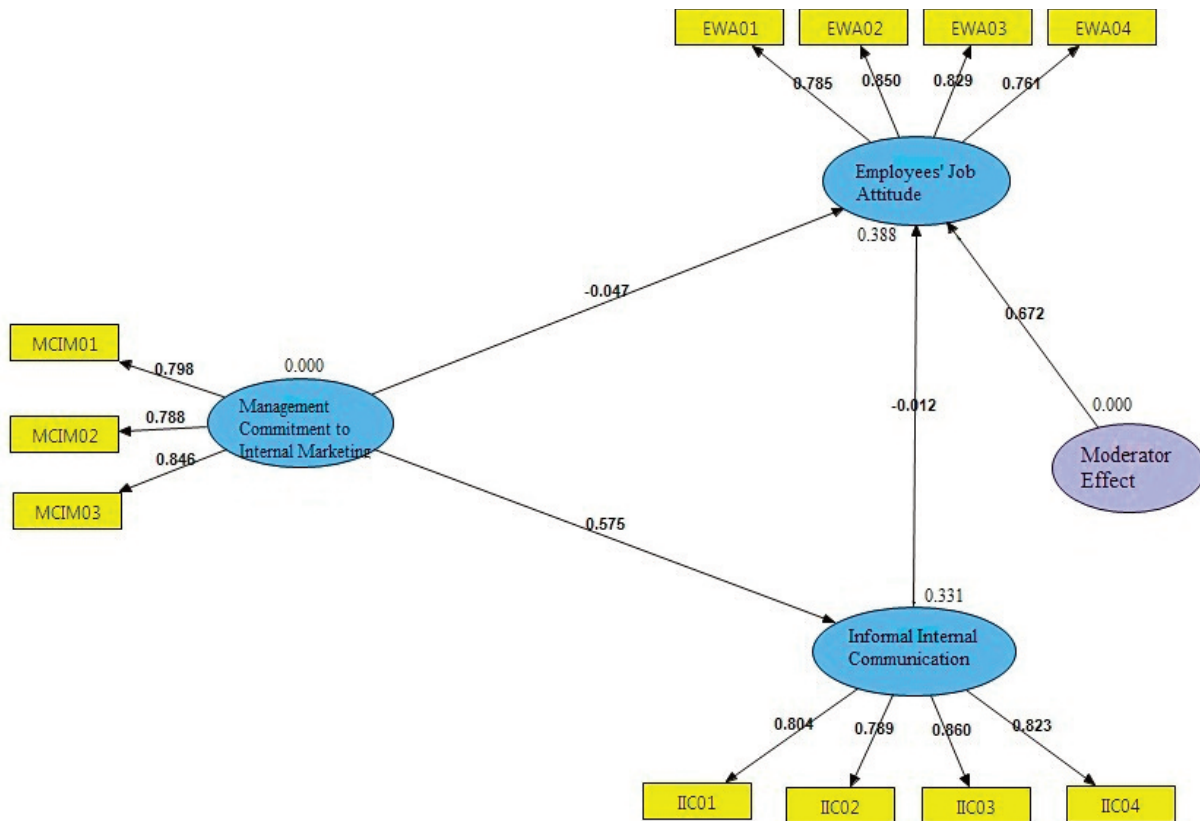 EWA01
EWA02
EWA03
EWA04
0.785
0.850
0.829
0.761
Employees' Job
Attitude
0.388
-0.047
0.672
MCIM01
0.798
0.000
MCIM02
0.788
Management
Commitment to
Internal Marketing
MCIM03
0.846
-0.012
0.000
Moderator
Effect
0.575
0.331
Informal Internal
Communication
0.804
0.789
0.860
0.823
IIC01
IIC02
IIC03
IIC04